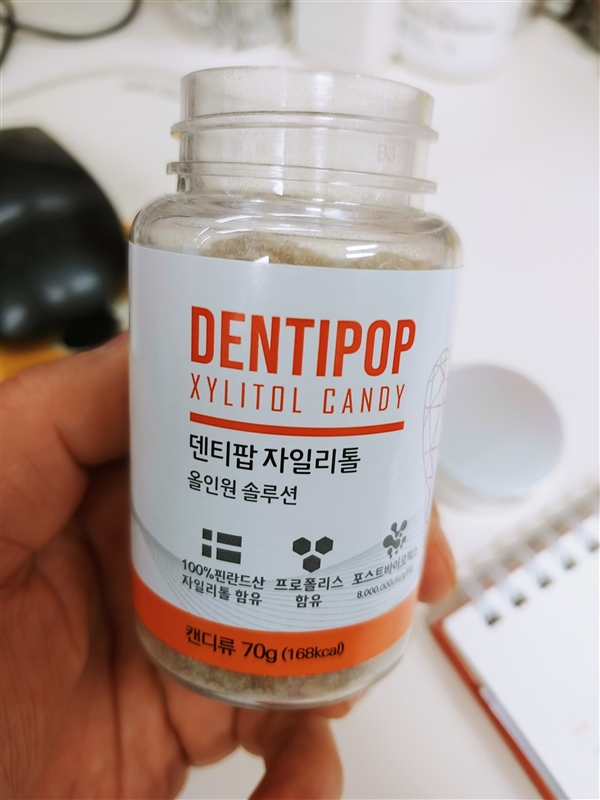 DENTIPOP
XYLITOL CANDY
덴티팝 자일리톨
올인원 솔루션
100%핀란드산
자일리톨 함유
프로폴리스
함유
포스트바이오틱스
캔디류 70g (168kcal)